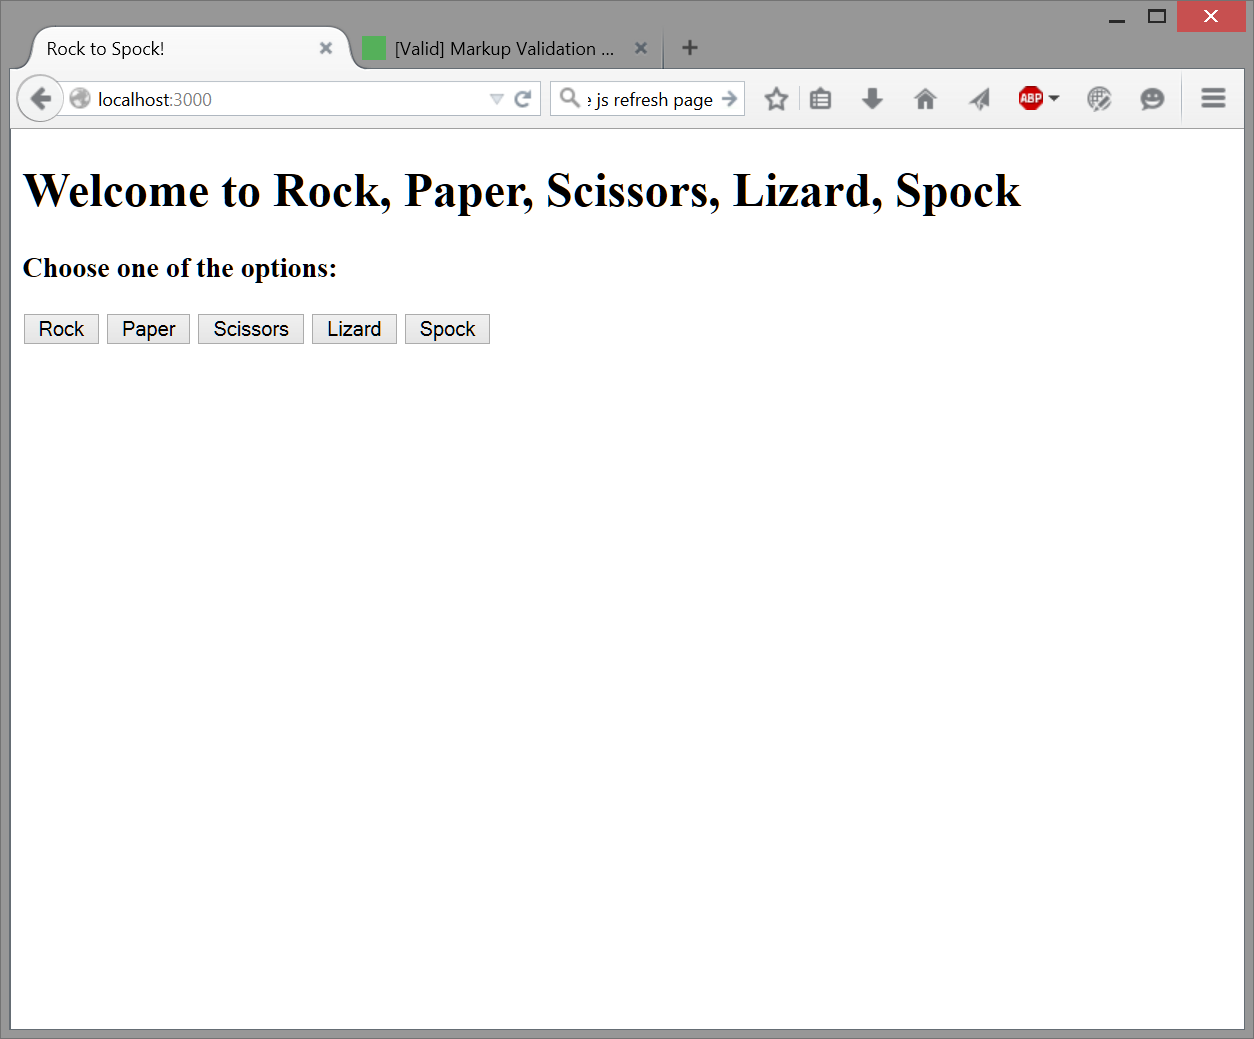 Rock to Spock!
[Valid] Markup Validation ...
localhost:3000
js refresh page
ABP
Welcome to Rock, Paper, Scissors, Lizard, Spock
Choose one of the options:
Rock Paper Scissors Lizard Spock